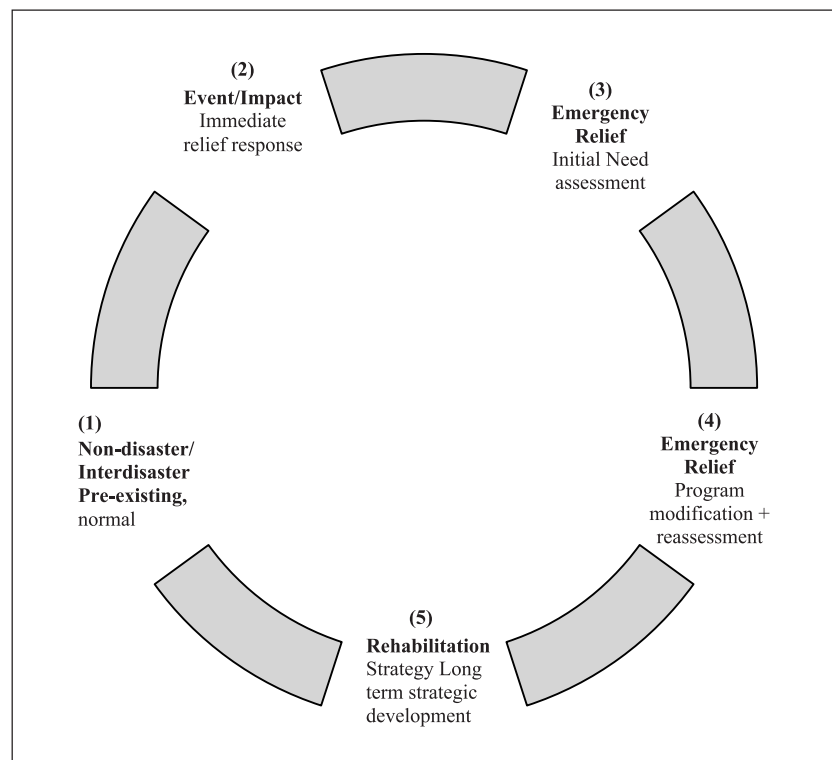 (1)
Non-disaster/
Interdisaster
Pre-existing,
normal
(2)
Event/Impact
Immediate
relief response
(3)
Emergency
Relief
Initial Need
assessment
(4)
Emergency
Relief
Program
modification +
reassessment
(5)
Rehabilitation
Strategy Long
term strategic
development